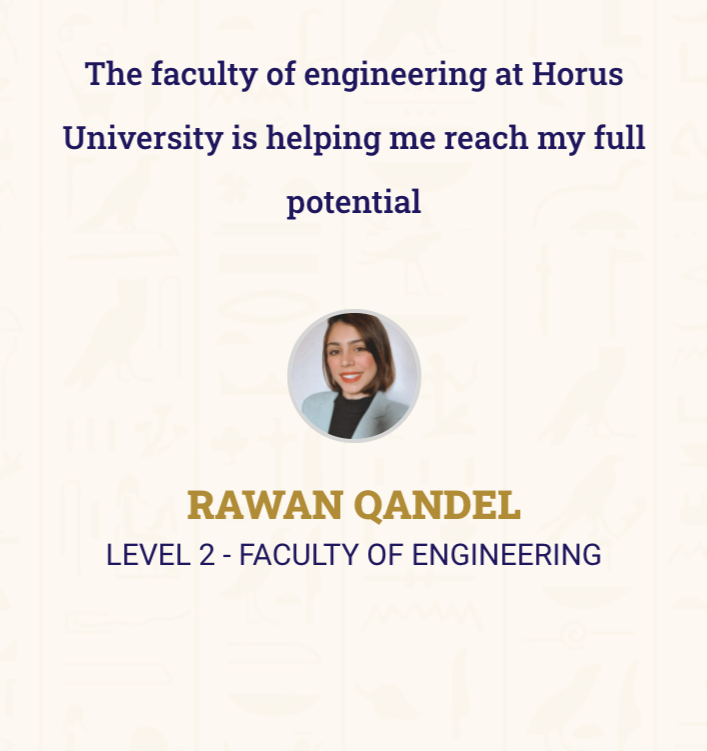 The faculty of engineering at Horus
University is helping me reach my full
potential
RAWAN QANDEL
LEVEL 2 - FACULTY OF ENGINEERING